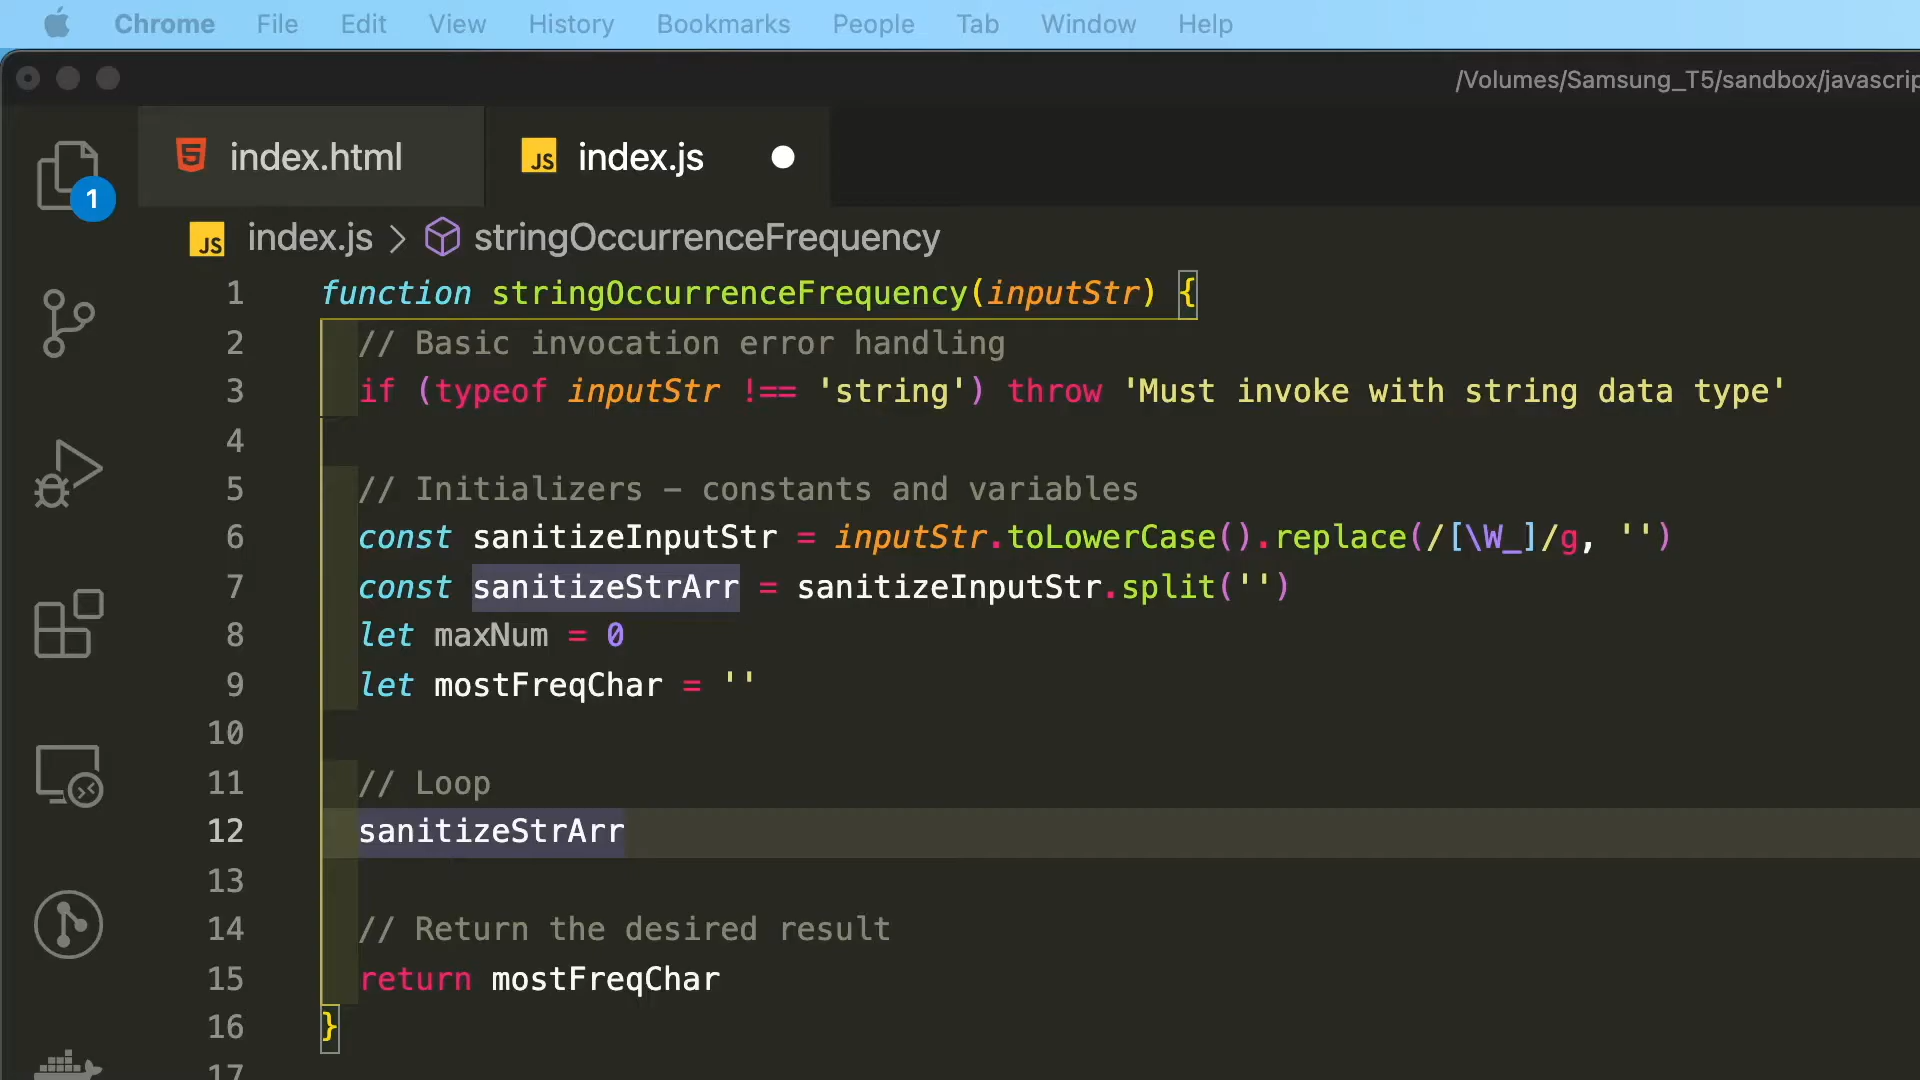 Chrome File Edit View History Bookmarks People Tab Window Help
/Volumes/Samsung_T5/sandbox/javascrip
index.html index.js
1
index.js > stringOccurrenceFrequency
1 function stringOccurrenceFrequency(inputStr) {
2 // Basic invocation error handling
3 if (typeof inputStr !== 'string') throw 'Must invoke with string data type'
4
5 // Initializers – constants and variables
6 const sanitizeInputStr = inputStr.toLowerCase().replace(/[\W_]/g, '')
7 const sanitizeStrArr = sanitizeInputStr.split('')
8 let maxNum = 0
9 let mostFreqChar = ''
10
11 // Loop
12 sanitizeStrArr
13
14 // Return the desired result
15 return mostFreqChar
16 }
17